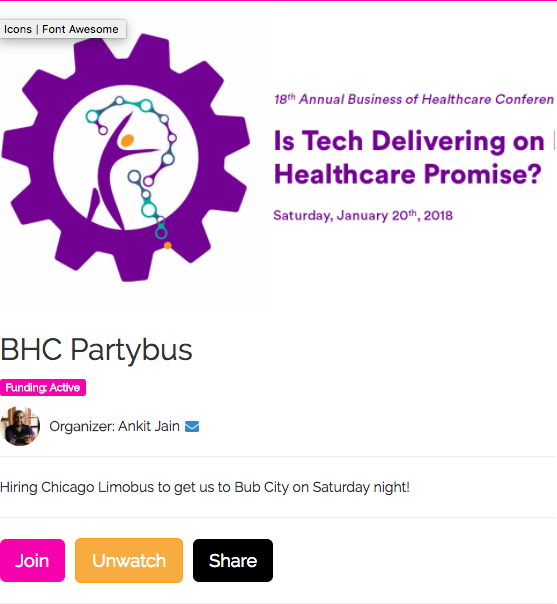 Icons | Font Awesome
18th Annual Business of Healthcare Conferen
Is Tech Delivering on
Healthcare Promise?
Saturday, January 20th, 2018
BHC Partybus
Funding: Active
Organizer: Ankit Jain
Hiring Chicago Limobus to get us to Bub City on Saturday night!
Join
Unwatch
Share